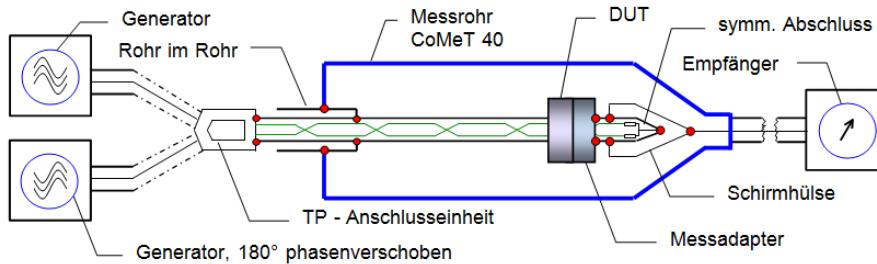 Generator
Rohr im Rohr
Messrohr
CoMeT 40
DUT
symm. Abschluss
Empfänger
TP - Anschlusseinheit
Generator, 180° phasenverschoben
Schirmhülse
Messadapter